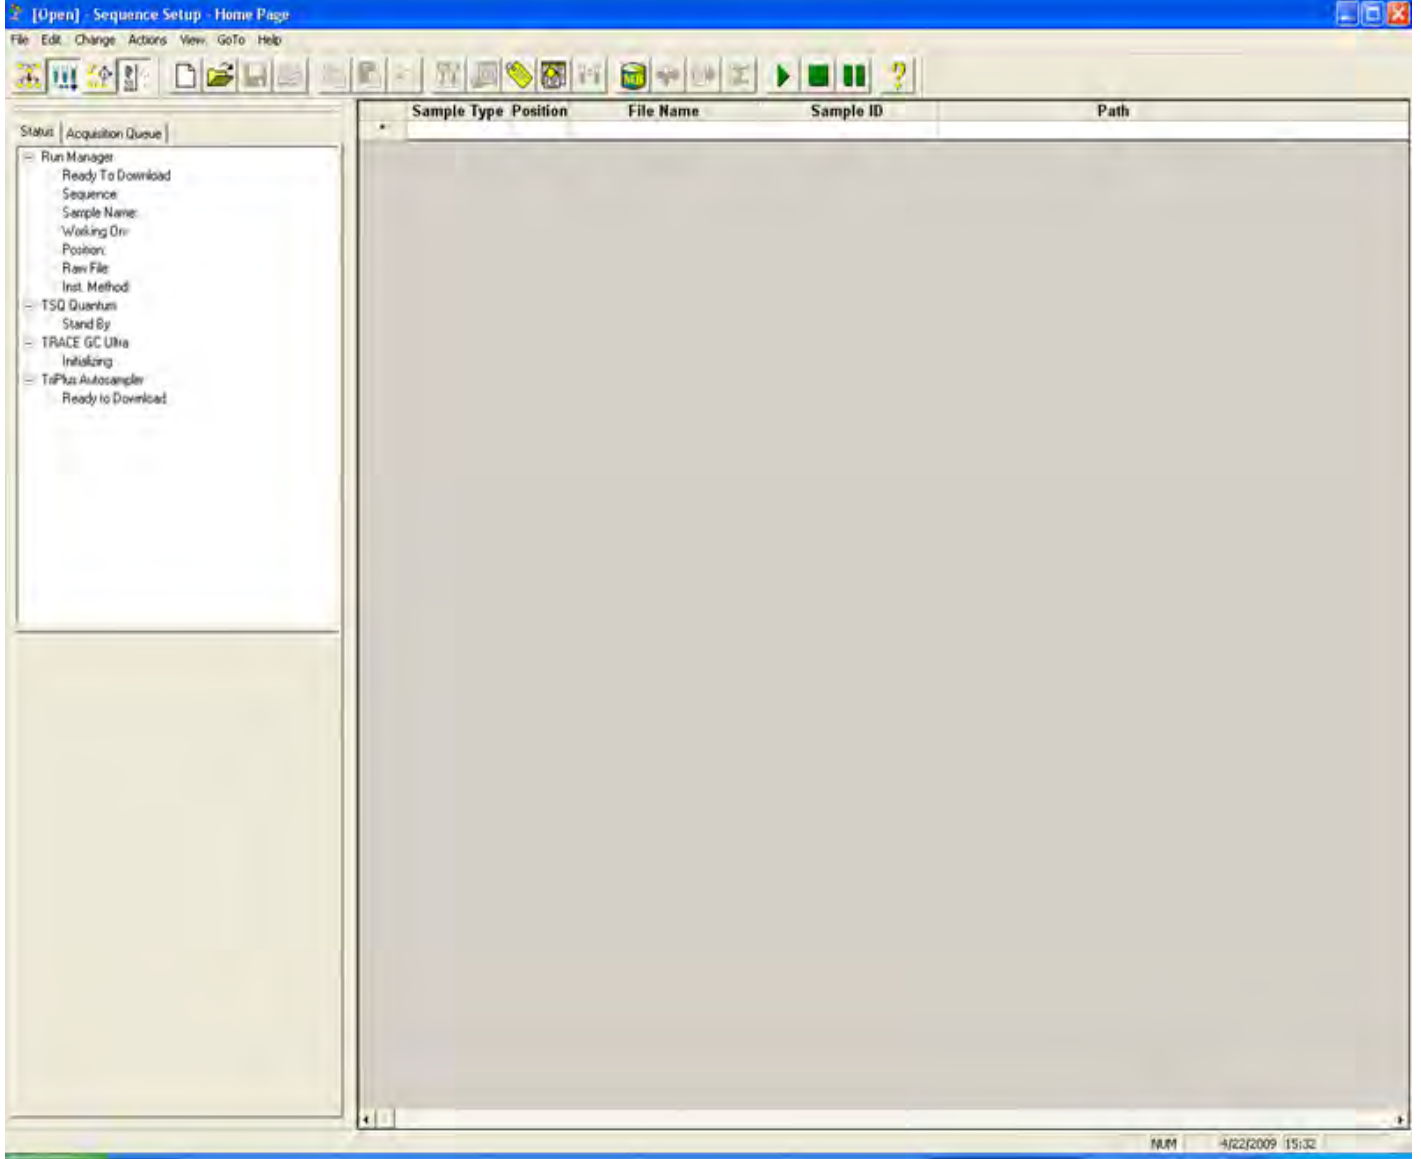 [Open] - Sequence Setup - Home Page
File Edit Change Actions View GoTo Help
Sample Type Position File Name Sample ID Path
Status Acquisition Queue
Run Manager
Ready To Download
Sequence:
Sample Name:
Working On:
Position:
Raw File:
Inst. Method:
TSQ Quantum
Stand By
TRACE GC Ultra
Initializing
TriPlus Autosampler
Ready to Download
NUM 4/22/2009 15:32